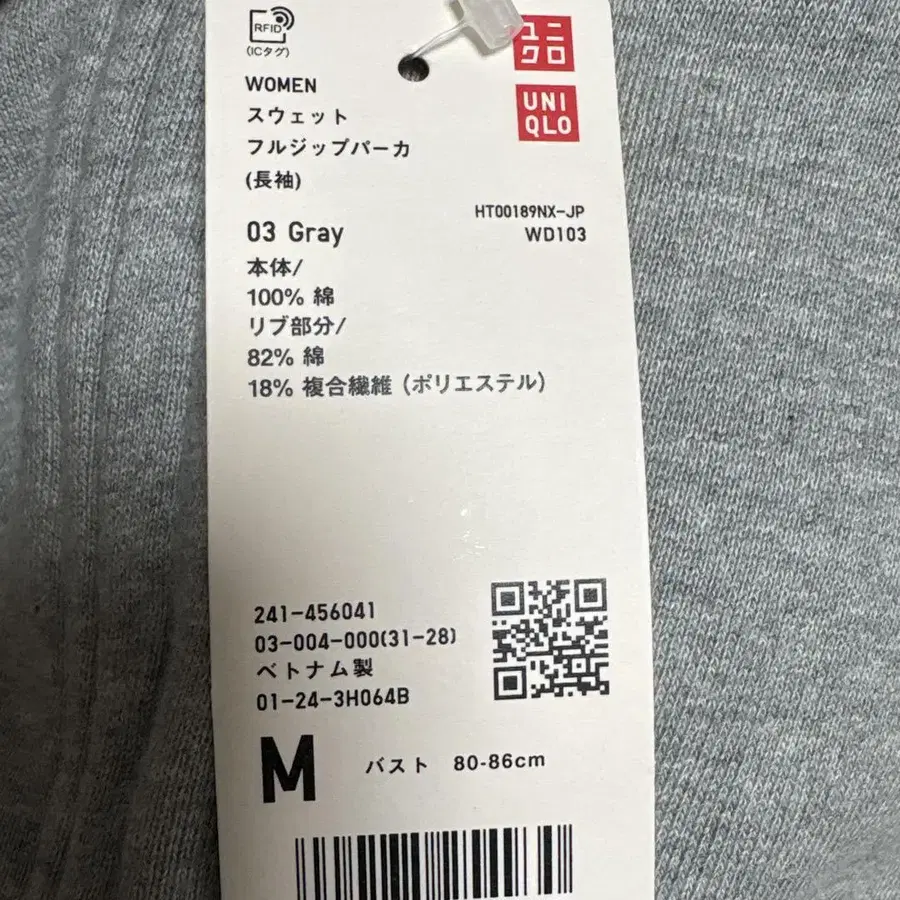 RFID
(ICタグ)
ユニ
クロ
UNI
QLO
WOMEN
スウェット
フルジップパーカ
(長袖)
HT00189NX-JP
WD103
03 Gray
本体/
100% 綿
リブ部分/
82% 綿
18% 複合繊維 (ポリエステル)
241-456041
03-004-000(31-28)
ベトナム製
01-24-3H064B
M バスト 80-86cm